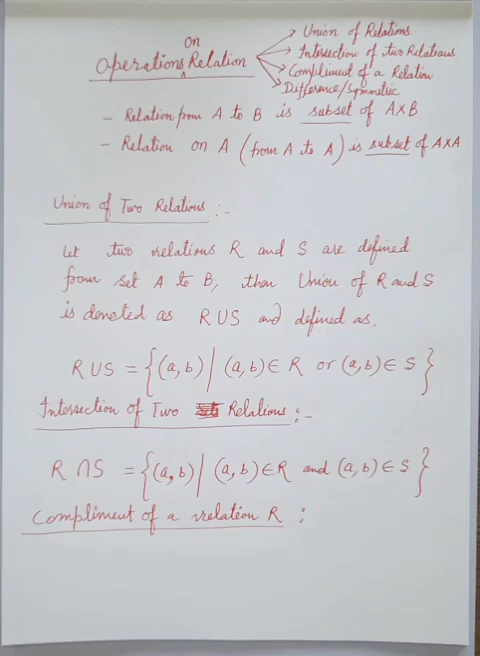 Operations on Relation
Union of Relations
Intersection of two Relations
Compliment of a Relation
Difference/Symmetric
- Relation from A to B is subset of A×B
- Relation on A (from A to A) is subset of A×A
Union of Two Relations :-
Let two relations R and S are defined
from set A to B, then Union of R and S
is denoted as R ∪ S and defined as,
R ∪ S = {(a, b) | (a, b) ∈ R or (a, b) ∈ S}
Intersection of Two Relations :-
R ∩ S = {(a, b) | (a, b) ∈ R and (a, b) ∈ S}
Compliment of a relation R :